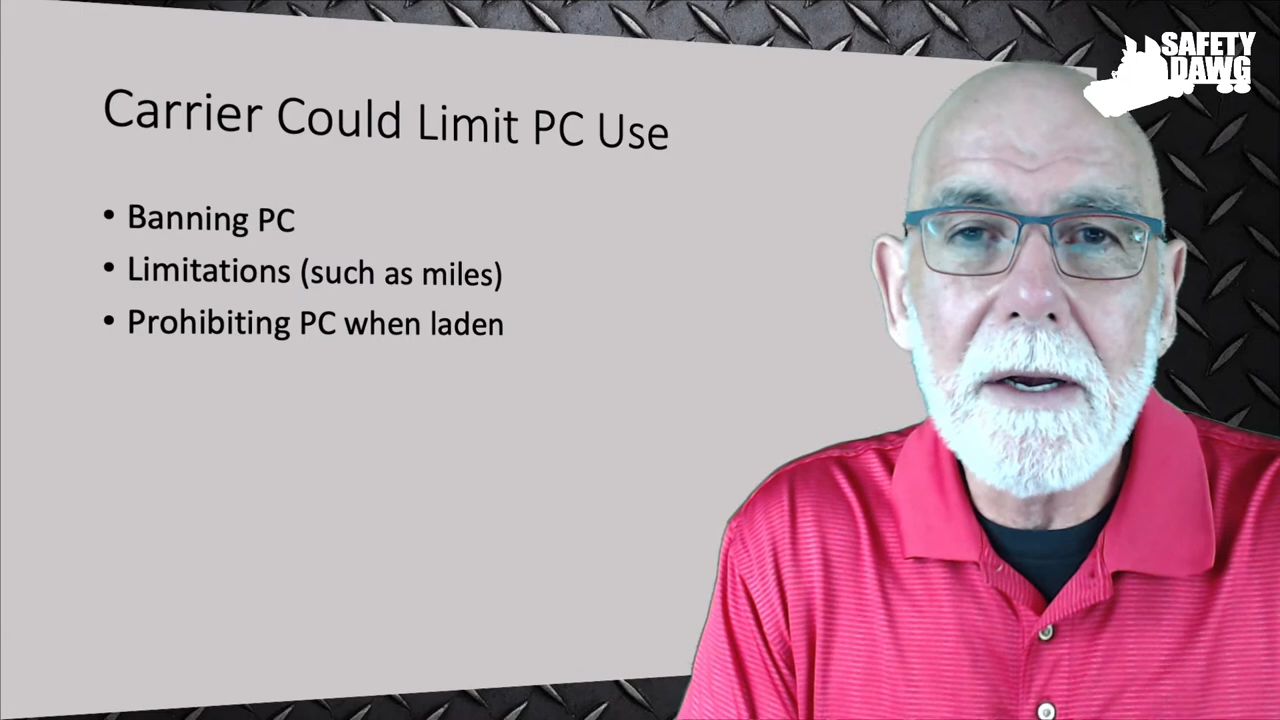 Carrier Could Limit PC Use
• Banning PC
• Limitations (such as miles)
• Prohibiting PC when laden
SAFETY
DAWG